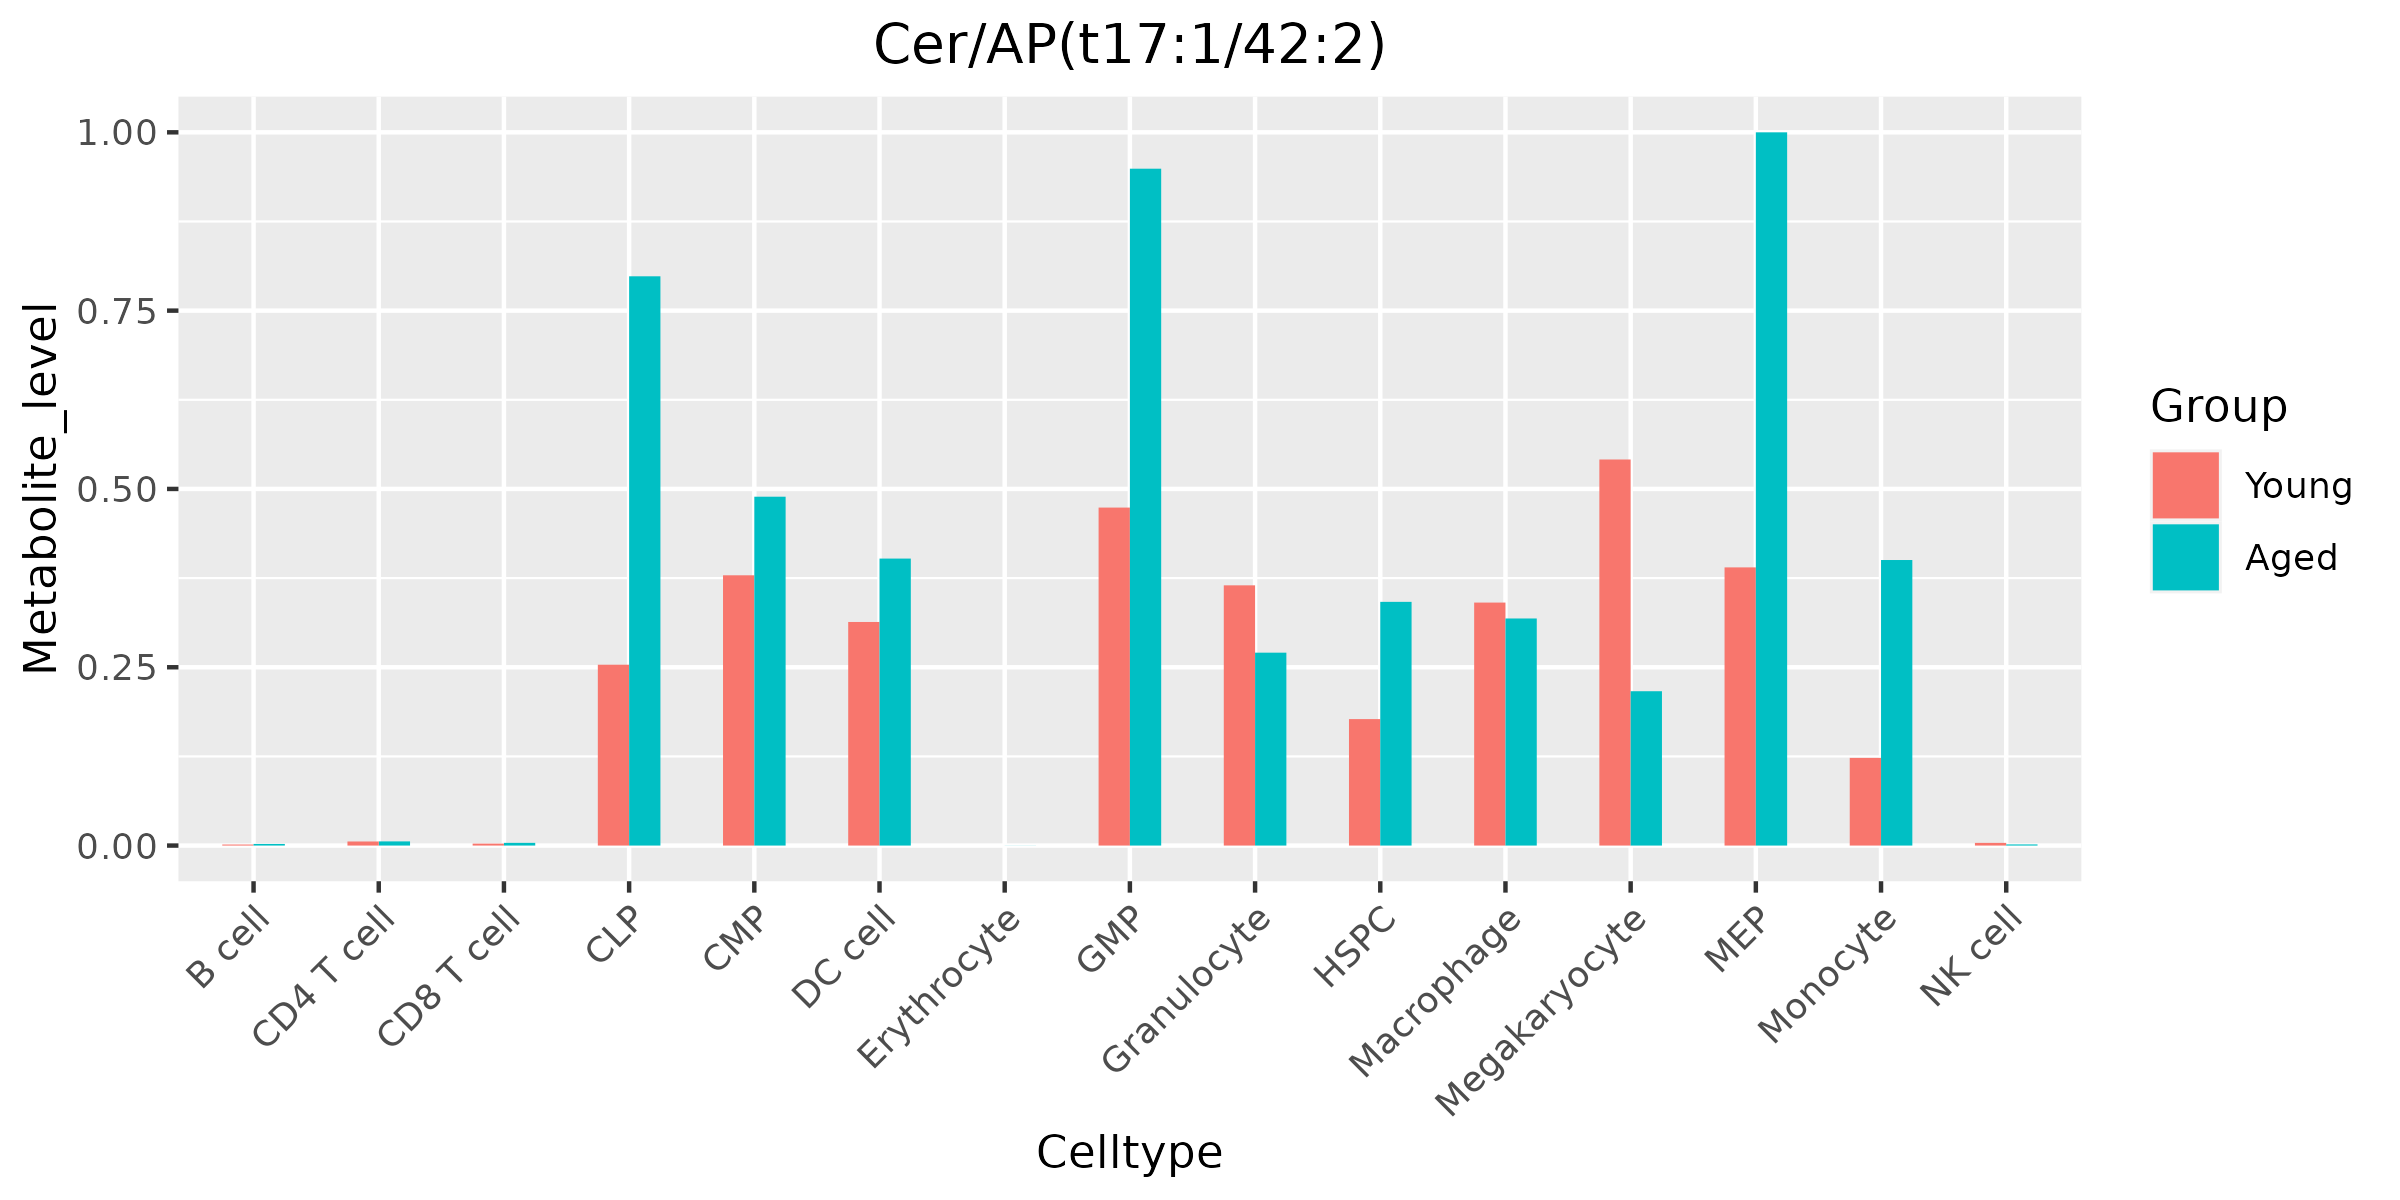 Cer/AP(t17:1/42:2)
Metabolite_level
1.00
0.75
0.50
0.25
0.00
B cell
CD4 T cell
CD8 T cell
CLP
CMP
DC cell
Erythrocyte
GMP
Granulocyte
HSPC
Macrophage
Megakaryocyte
MEP
Monocyte
NK cell
Celltype
Group
Young
Aged